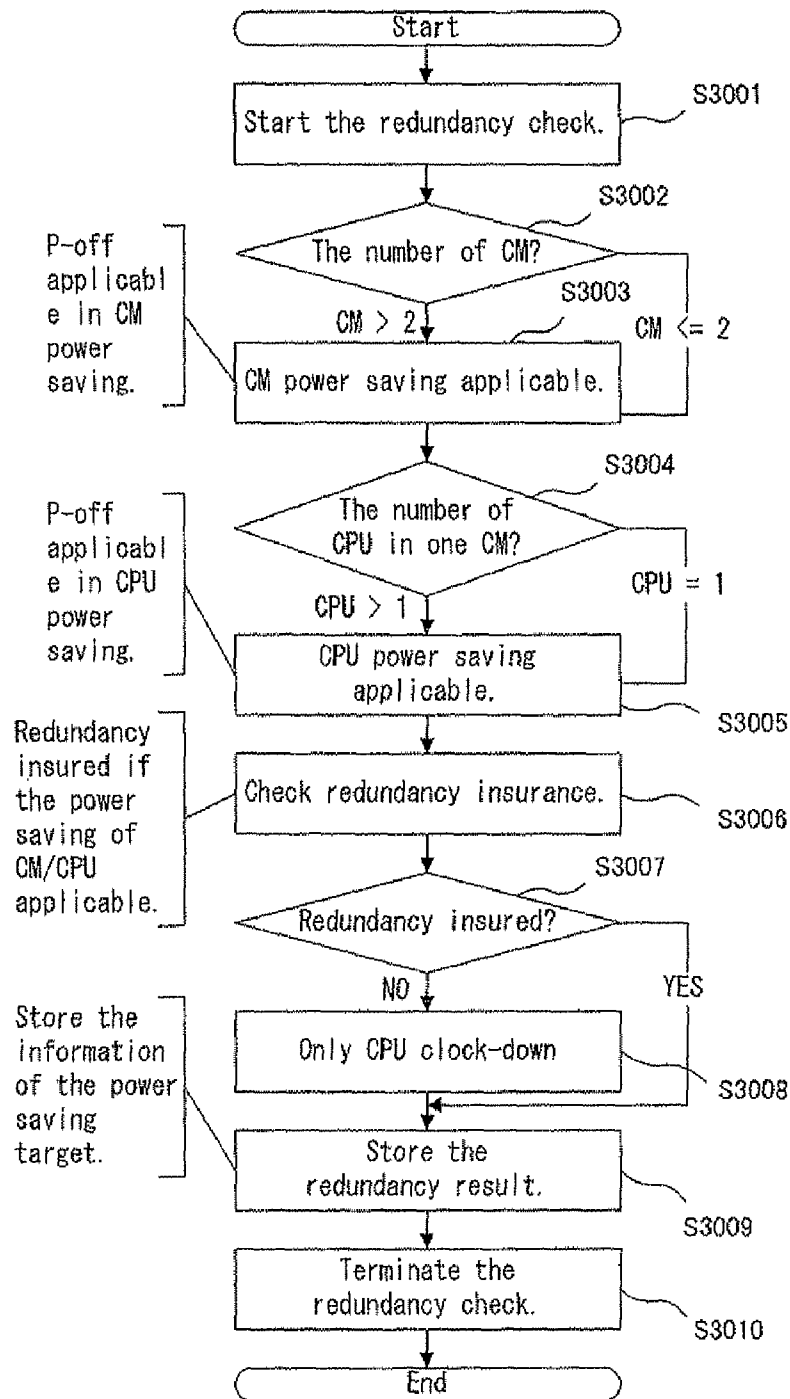 Start
S3001
Start the redundancy check.
S3002
The number of CM?
P-off
applicabl
e in CM
power
saving.
S3003
CM > 2
CM <= 2
CM power saving applicable.
S3004
The number of
CPU in one CM?
P-off
applicabl
e in CPU
power
saving.
CPU > 1
CPU = 1
CPU power saving
applicable.
S3005
Redundancy
insured if
the power
saving of
CM/CPU
applicable.
Check redundancy insurance.
S3006
S3007
Redundancy insured?
NO
YES
Store the
information
of the power
saving
target.
Only CPU clock-down
S3008
Store the
redundancy result.
S3009
Terminate the
redundancy check.
S3010
End